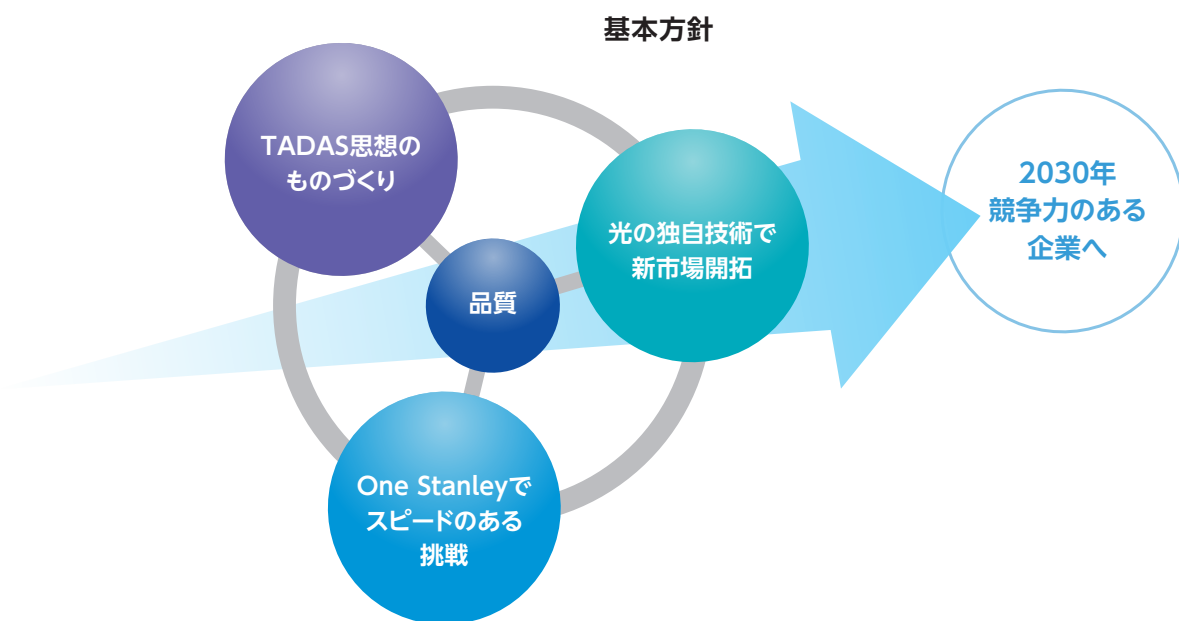 基本方針
TADAS思想の
ものづくり
光の独自技術で
新市場開拓
品質
One Stanleyで
スピードのある
挑戦
2030年
競争力のある
企業へ